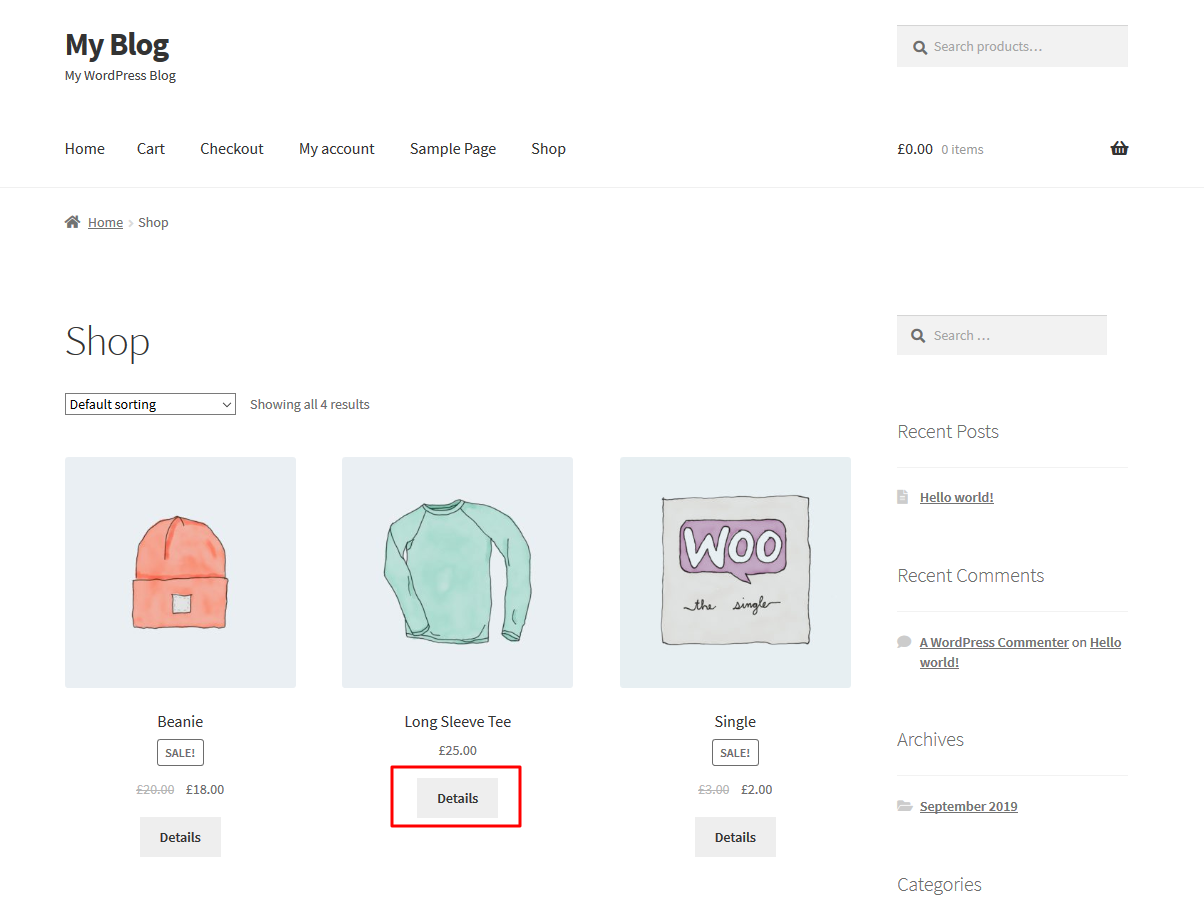 My Blog
My WordPress Blog
Search products…
Home Cart Checkout My account Sample Page Shop
£0.00 0 items
Home › Shop
Shop
Default sorting
Showing all 4 results
WOO
the single
Beanie
SALE!
£20.00 £18.00
Details
Long Sleeve Tee
£25.00
Details
Single
SALE!
£3.00 £2.00
Details
Search …
Recent Posts
Hello world!
Recent Comments
A WordPress Commenter on Hello
world!
Archives
September 2019
Categories